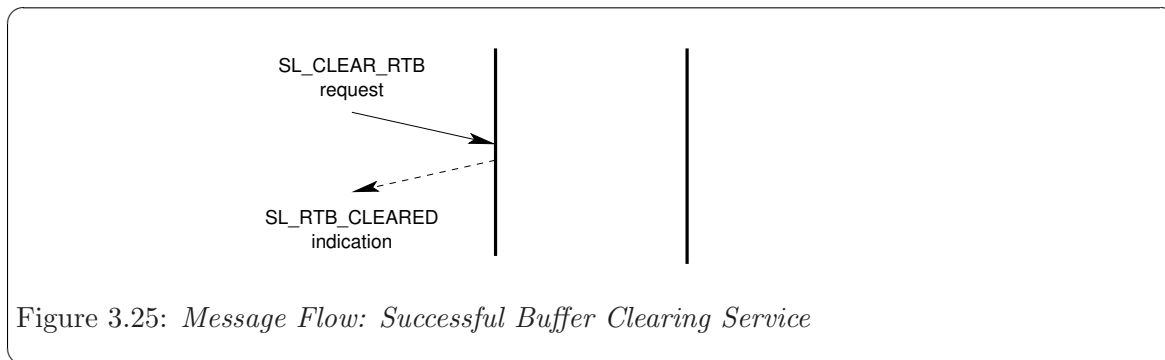 SL_CLEAR_RTB
request
SL_RTB_CLEARED
indication
Figure 3.25: Message Flow: Successful Buffer Clearing Service